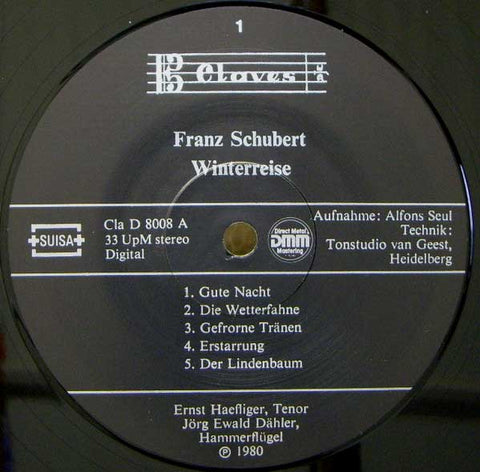 1
Claves
Franz Schubert
Winterreise
SUISA
Cla D 8008 A
33 UpM stereo
Digital
Direct Metal
DMM
Mastering
Aufnahme: Alfons Seul
Technik:
Tonstudio van Geest,
Heidelberg
1. Gute Nacht
2. Die Wetterfahne
3. Gefrorne Tränen
4. Erstarrung
5. Der Lindenbaum
Ernst Haefliger, Tenor
Jörg Ewald Dähler,
Hammerflügel
℗ 1980